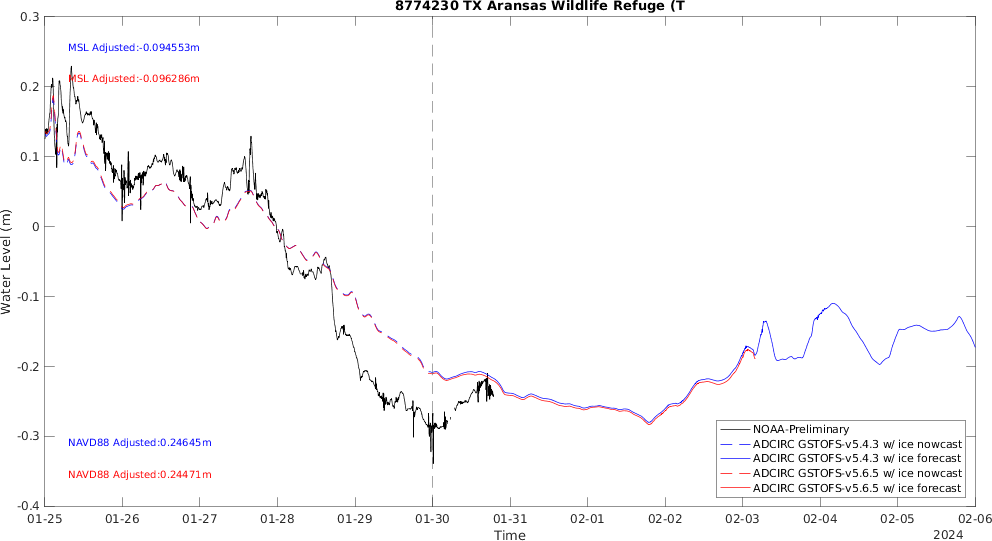 8774230 TX Aransas Wildlife Refuge (T
0.3
0.2
0.1
0
-0.1
-0.2
-0.3
-0.4
Water Level (m)
MSL Adjusted:-0.094553m
MSL Adjusted:-0.096286m
NAVD88 Adjusted:0.24645m
NAVD88 Adjusted:0.24471m
NOAA-Preliminary
ADCIRC GSTOFS-v5.4.3 w/ ice nowcast
ADCIRC GSTOFS-v5.4.3 w/ ice forecast
ADCIRC GSTOFS-v5.6.5 w/ ice nowcast
ADCIRC GSTOFS-v5.6.5 w/ ice forecast
01-25 01-26 01-27 01-28 01-29 01-30 01-31 02-01 02-02 02-03 02-04 02-05 02-06
Time
2024